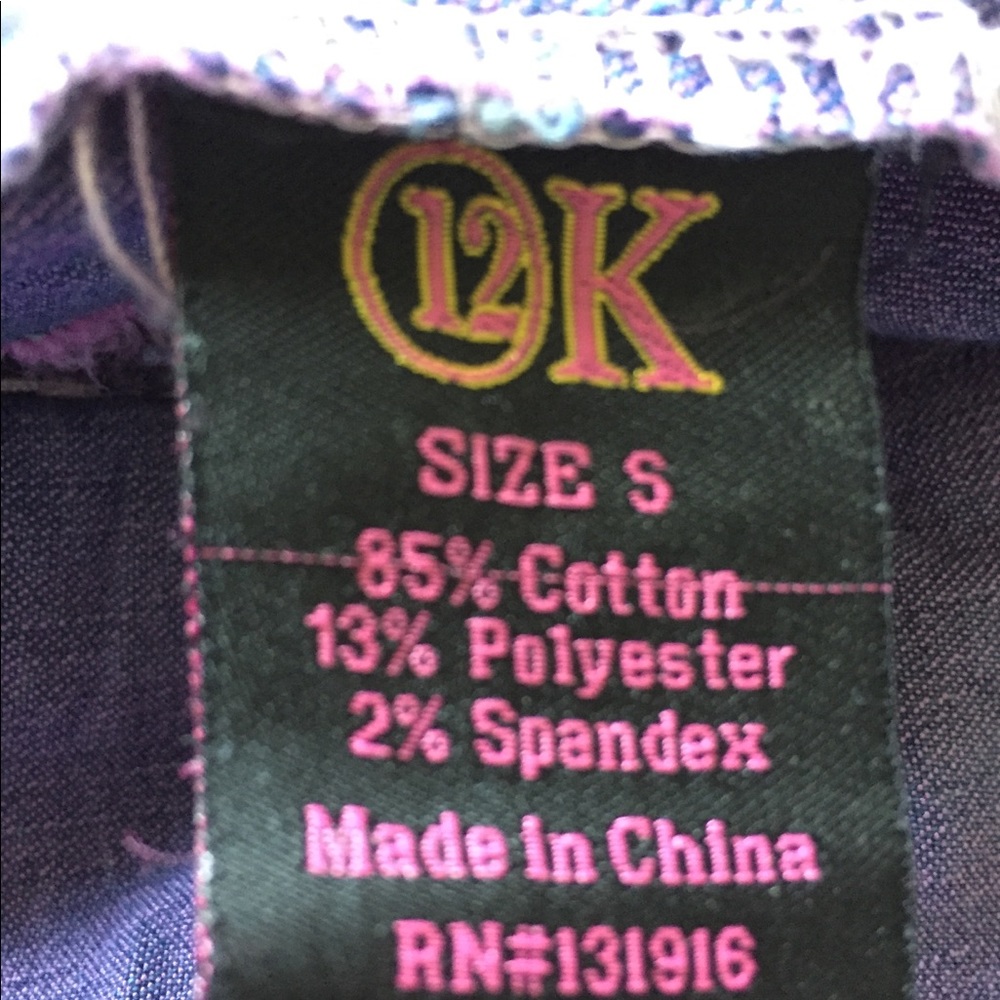 12K
SIZE S
85% Cotton
13% Polyester
2% Spandex
Made in China
RN#131916